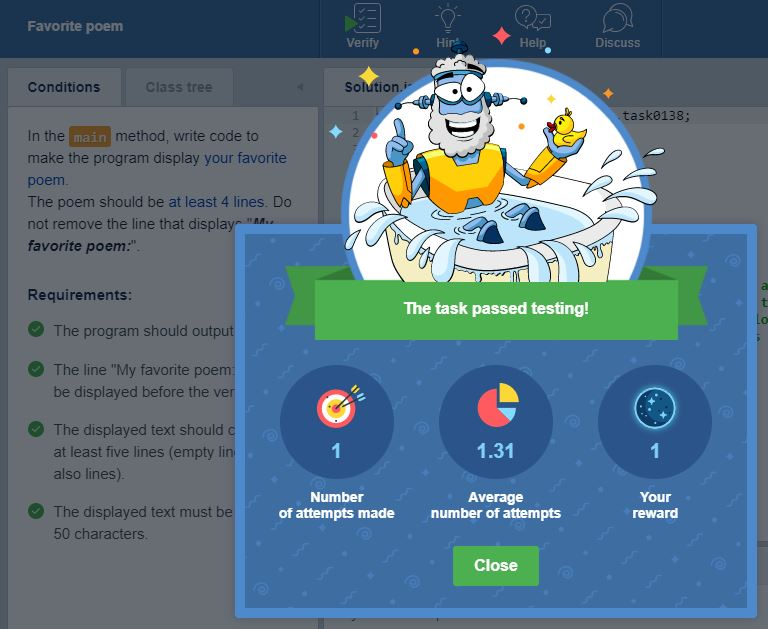 Favorite poem
Verify
Hint
Help
Discuss
Conditions
Class tree
Solution.j
1
.task0138;
2
In the main method, write code to
make the program display your favorite
poem.
The poem should be at least 4 lines. Do
not remove the line that displays "My
favorite poem:".
Requirements:
The program should output
The line "My favorite poem:
be displayed before the ver
The displayed text should c
at least five lines (empty line
also lines).
The displayed text must be
50 characters.
The task passed testing!
1
Number
of attempts made
1.31
Average
number of attempts
1
Your
reward
Close